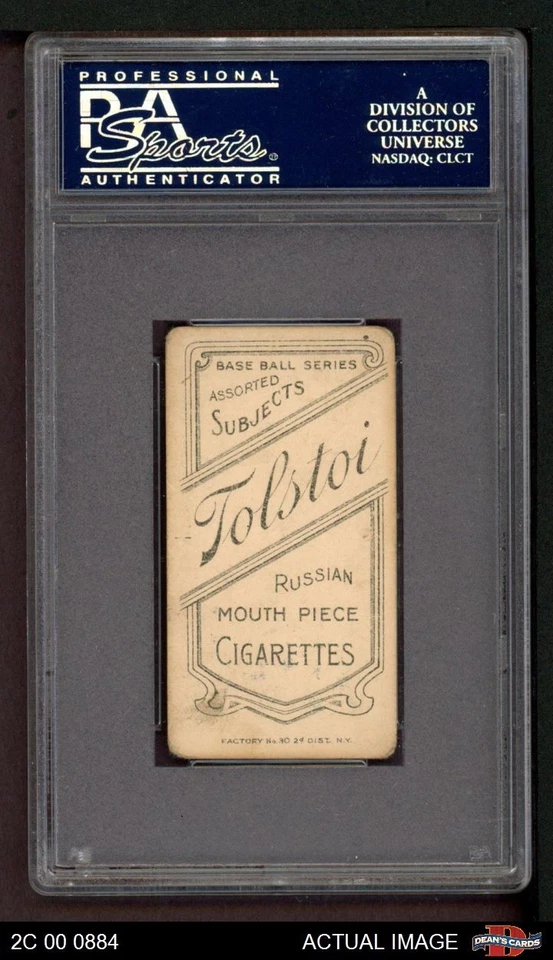 PROFESSIONAL
PSA
Sports
AUTHENTICATOR
A
DIVISION OF
COLLECTORS
UNIVERSE
NASDAQ: CLCT
BASE BALL SERIES
ASSORTED
SUBJECTS
Tolstoi
RUSSIAN
MOUTH PIECE
CIGARETTES
FACTORY No. 30 2d DIST. N.Y.
2C 00 0884
ACTUAL IMAGE
DEAN'S CARDS